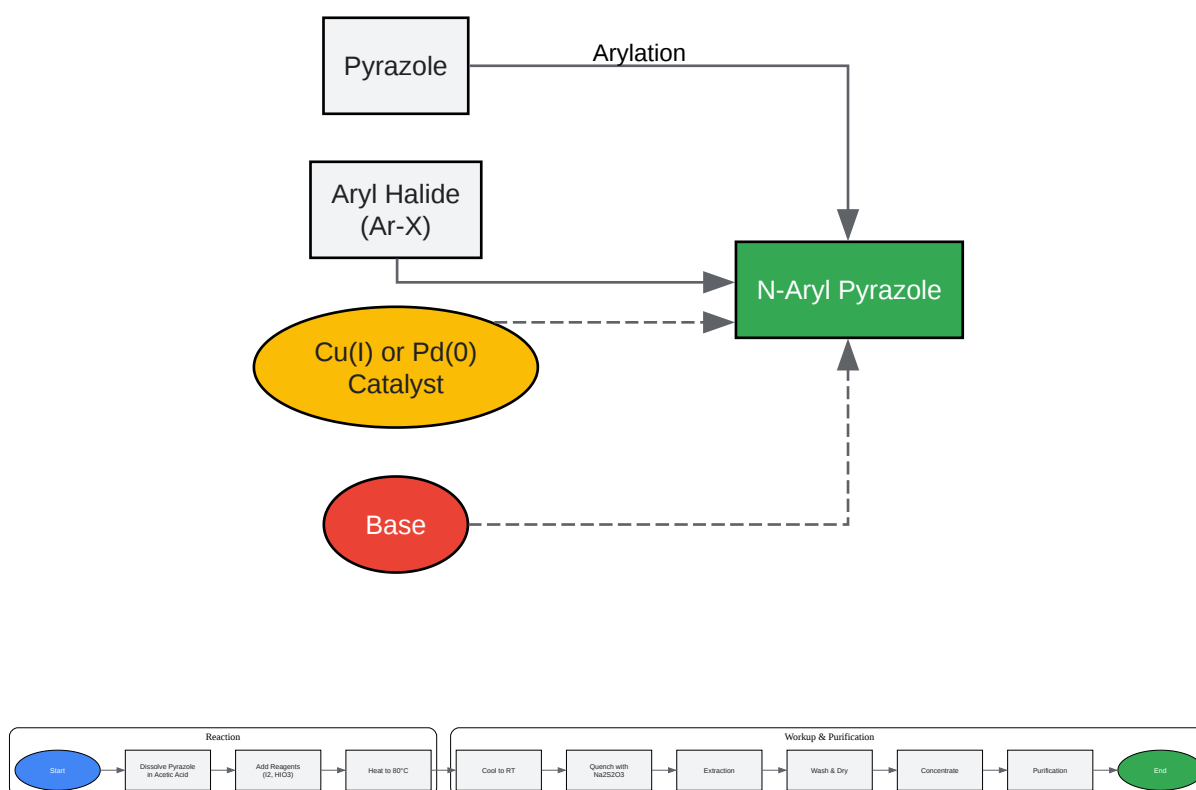 Pyrazole
Arylation
Aryl Halide
(Ar-X)
N-Aryl Pyrazole
Cu(I) or Pd(0)
Catalyst
Base
Reaction
Workup & Purification
Start
Dissolve Pyrazole
in Acetic Acid
Add Reagents
(I2, HIO3)
Heat to 80°C
Cool to RT
Quench with
Na2S2O3
Extraction
Wash & Dry
Concentrate
Purification
End